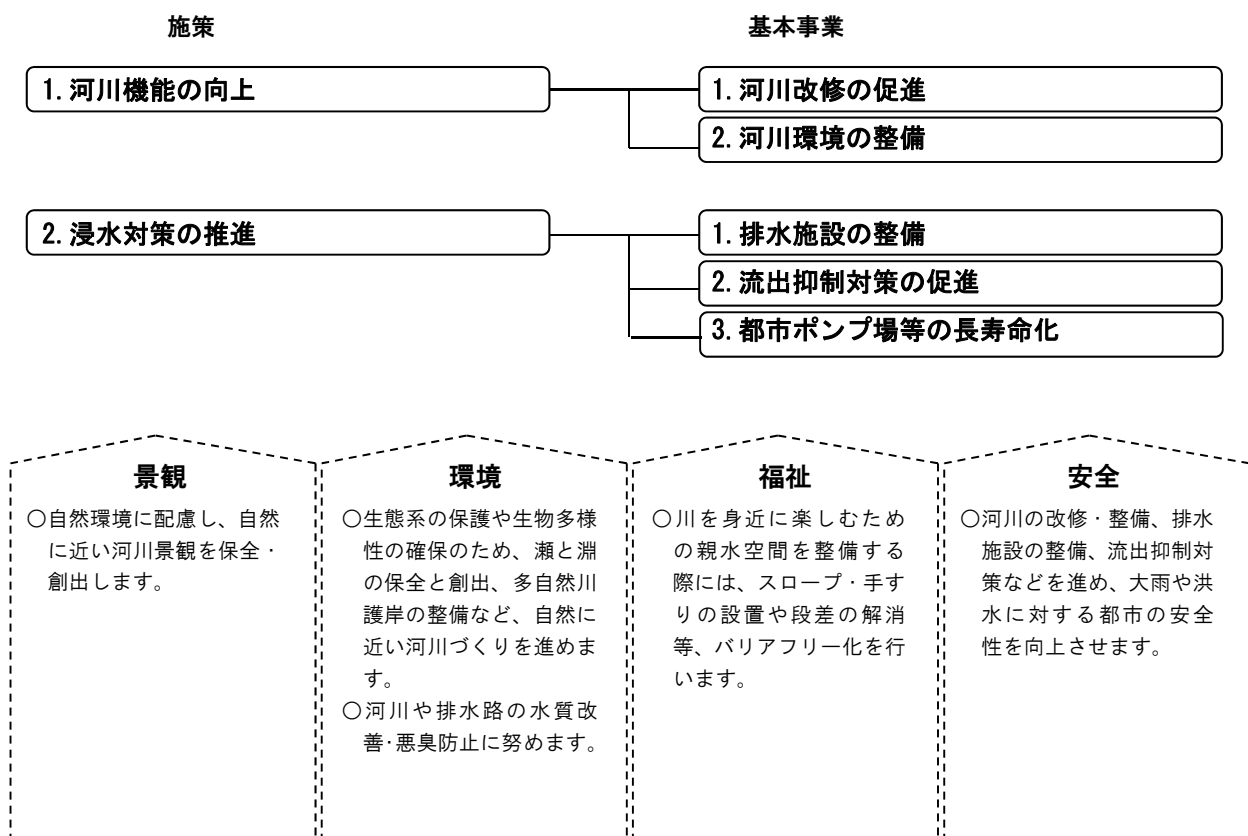 施策
基本事業
1. 河川機能の向上
1. 河川改修の促進
2. 河川環境の整備
2. 浸水対策の推進
1. 排水施設の整備
2. 流出抑制対策の促進
3. 都市ポンプ場等の長寿命化
景観
○自然環境に配慮し、自然
に近い河川景観を保全・
創出します。
環境
○生態系の保護や生物多様
性の確保のため、瀬と淵
の保全と創出、多自然川
護岸の整備など、自然に
近い河川づくりを進めま
す。
○河川や排水路の水質改
善･悪臭防止に努めます。
福祉
○川を身近に楽しむため
の親水空間を整備する
際には、スロープ・手す
りの設置や段差の解消
等、バリアフリー化を行
います。
安全
○河川の改修・整備、排水
施設の整備、流出抑制対
策などを進め、大雨や洪
水に対する都市の安全
性を向上させます。